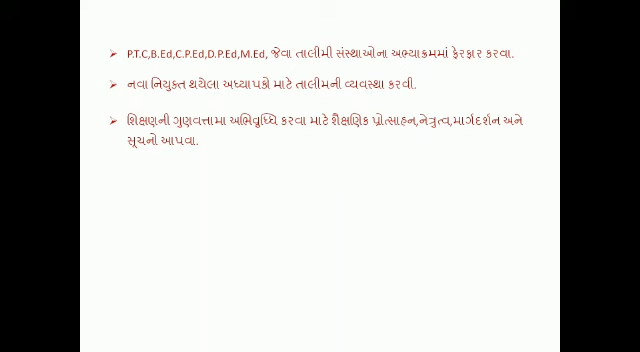 ➢ P.T.C,B.Ed,C.P.Ed,D.P.Ed,M.Ed, જેવા તાલીમી સંસ્થાઓના અભ્યાક્રમમાં ફેરફાર કરવા.
➢ નવા નિયુક્ત થયેલા અધ્યાપકો માટે તાલીમની વ્યવસ્થા કરવી.
➢ શિક્ષણની ગુણવત્તામા અભિવૃધ્ધિ કરવા માટે શૈક્ષણિક પ્રોત્સાહન,નેત્રુત્વ,માર્ગદર્શન અને
સૂચનો આપવા.